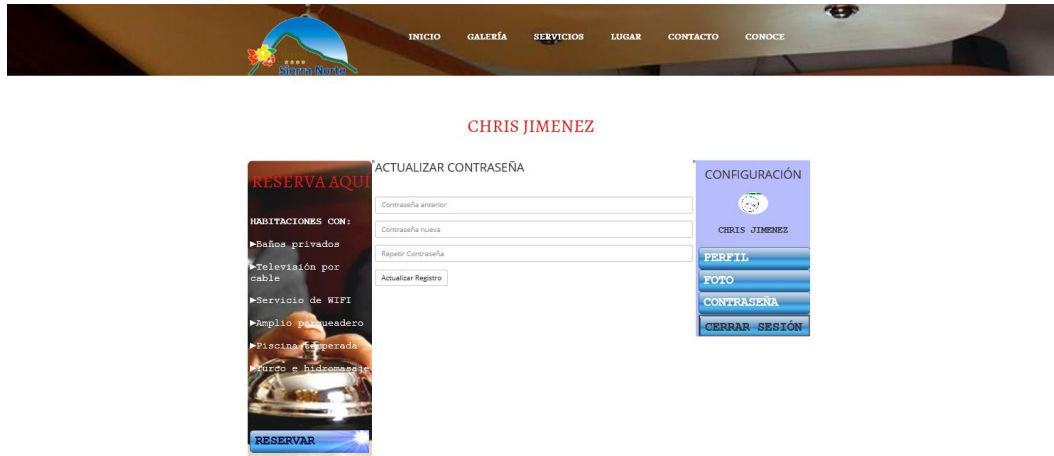 INICIO GALERÍA SERVICIOS LUGAR CONTACTO CONOCE
Sierra Norte
CHRIS JIMENEZ
RESERVA AQUI
HABITACIONES CON:
►Baños privados
►Televisión por
cable
►Servicio de WIFI
►Amplio parqueadero
►Piscina temperada
►Turco e hidromasaje
RESERVAR
ACTUALIZAR CONTRASEÑA
Contraseña anterior
Contraseña nueva
Repetir Contraseña
Actualizar Registro
CONFIGURACIÓN
CHRIS JIMENEZ
PERFIL
FOTO
CONTRASEÑA
CERRAR SESIÓN